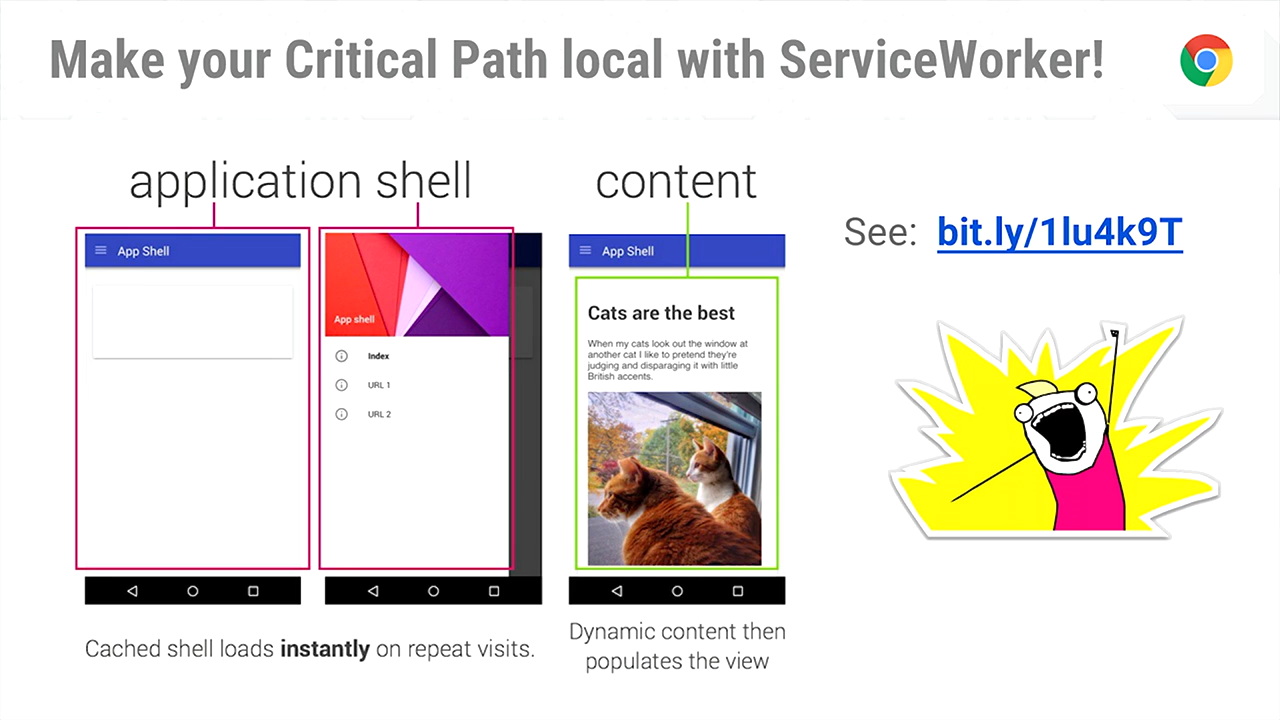 Make your Critical Path local with ServiceWorker!
application shell
content
See: bit.ly/1lu4k9T
App Shell
App shell
Index
URL 1
URL 2
App Shell
Cats are the best
When my cats look out the window at
another cat I like to pretend they're
judging and disparaging it with little
British accents.
Cached shell loads instantly on repeat visits.
Dynamic content then
populates the view